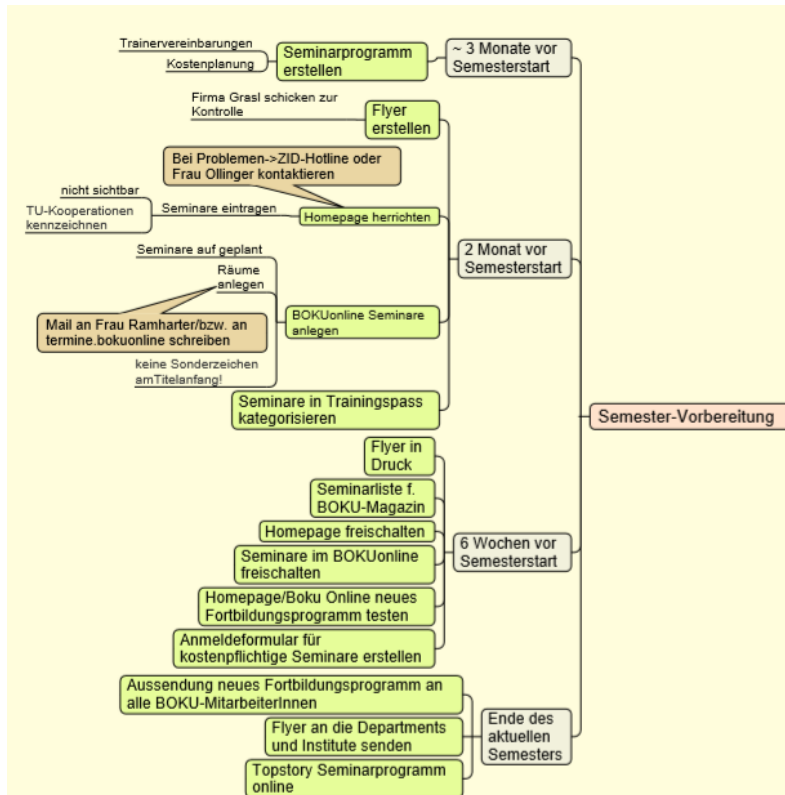 Semester-Vorbereitung
~ 3 Monate vor
Semesterstart
Seminarprogramm
erstellen
Trainervereinbarungen
Kostenplanung
2 Monat vor
Semesterstart
Flyer
erstellen
Firma Grasl schicken zur
Kontrolle
Homepage herrichten
Bei Problemen->ZID-Hotline oder
Frau Ollinger kontaktieren
Seminare eintragen
nicht sichtbar
TU-Kooperationen
kennzeichnen
BOKUonline Seminare
anlegen
Seminare auf geplant
Räume
anlegen
Mail an Frau Ramharter/bzw. an
termine.bokuonline schreiben
keine Sonderzeichen
amTitelanfang!
Seminare in Trainingspass
kategorisieren
6 Wochen vor
Semesterstart
Flyer in
Druck
Seminarliste f.
BOKU-Magazin
Homepage freischalten
Seminare im BOKUonline
freischalten
Homepage/Boku Online neues
Fortbildungsprogramm testen
Anmeldeformular für
kostenpflichtige Seminare erstellen
Ende des
aktuellen
Semesters
Aussendung neues Fortbildungsprogramm an
alle BOKU-MitarbeiterInnen
Flyer an die Departments
und Institute senden
Topstory Seminarprogramm
online